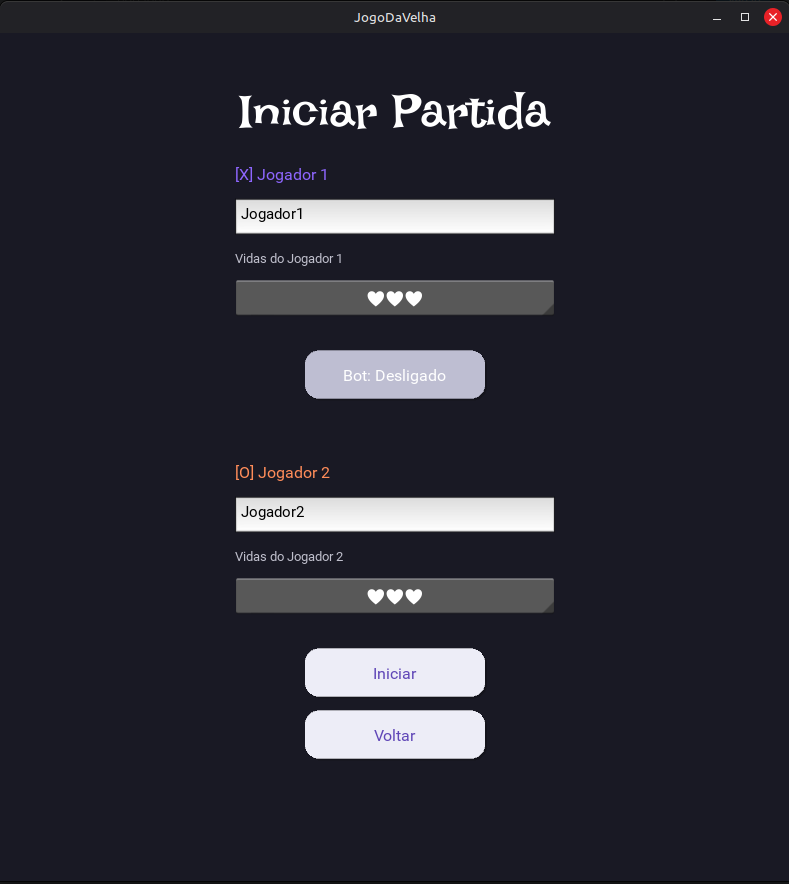 JogoDaVelha
Iniciar Partida
[X] Jogador 1
Jogador1
Vidas do Jogador 1
♥♥♥
Bot: Desligado
[O] Jogador 2
Jogador2
Vidas do Jogador 2
♥♥♥
Iniciar
Voltar